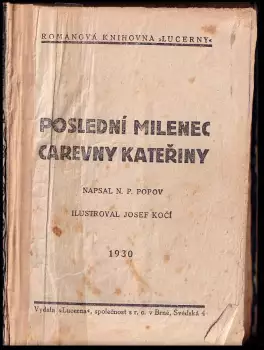 ROMÁNOVÁ KNIHOVNA »LUCERNY«
POSLEDNÍ MILENEC
CAREVNY KATEŘINY
NAPSAL N. P. POPOV
ILUSTROVAL JOSEF KOČÍ
1930
Vydala »Lucerna«, společnost s r. o. v Brně, Švédská 4